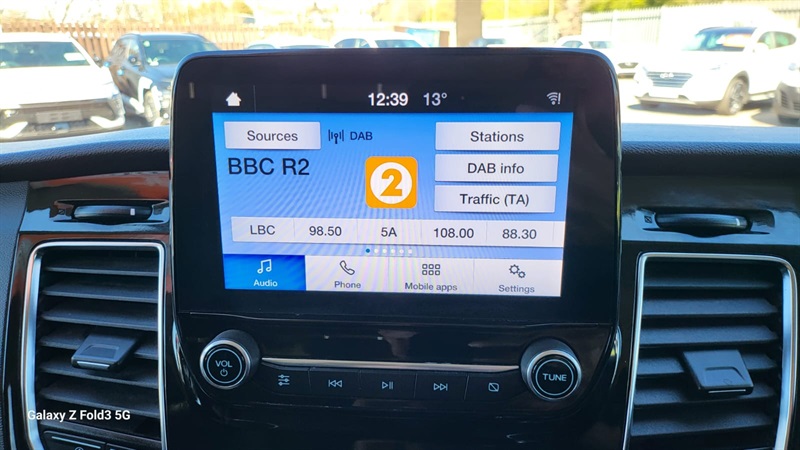 12:39 13°
Sources DAB Stations
BBC R2 2 DAB info
Traffic (TA)
LBC 98.50 5A 108.00 88.30
Audio Phone Mobile apps Settings
VOL TUNE
Galaxy Z Fold3 5G